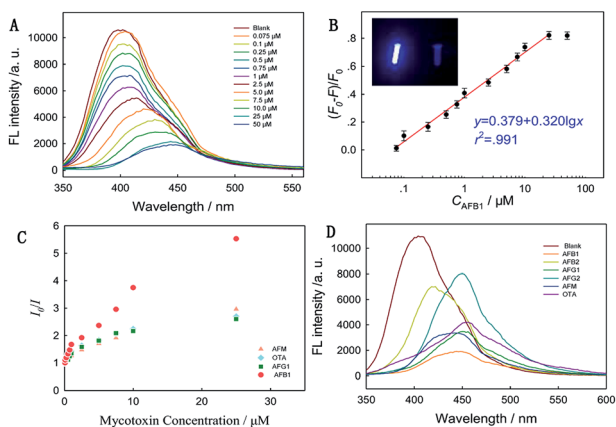 A
FL intensity /a. u.
10000
8000
6000
4000
2000
0
350
400
450
500
550
Wavelength / nm
Blank
0.075 μM
0.1 μM
0.25 μM
0.5 μM
0.75 μM
1 μM
2.5 μM
5.0 μM
7.5 μM
10.0 μM
25 μM
50 μM
B
(F0-F)/F0
.8
.6
.4
.2
0.0
.1
1
10
100
CAFB1 / μM
y=0.379+0.320lgx
r²=.991
C
I0/I
6
5
4
3
2
1
0
0
10
20
30
Mycotoxin Concentration / μM
AFM
OTA
AFG1
AFB1
D
FL intensity / a. u.
10000
8000
6000
4000
2000
0
350
400
450
500
550
600
Wavelength / nm
Blank
AFB1
AFB2
AFG1
AFG2
AFM
OTA